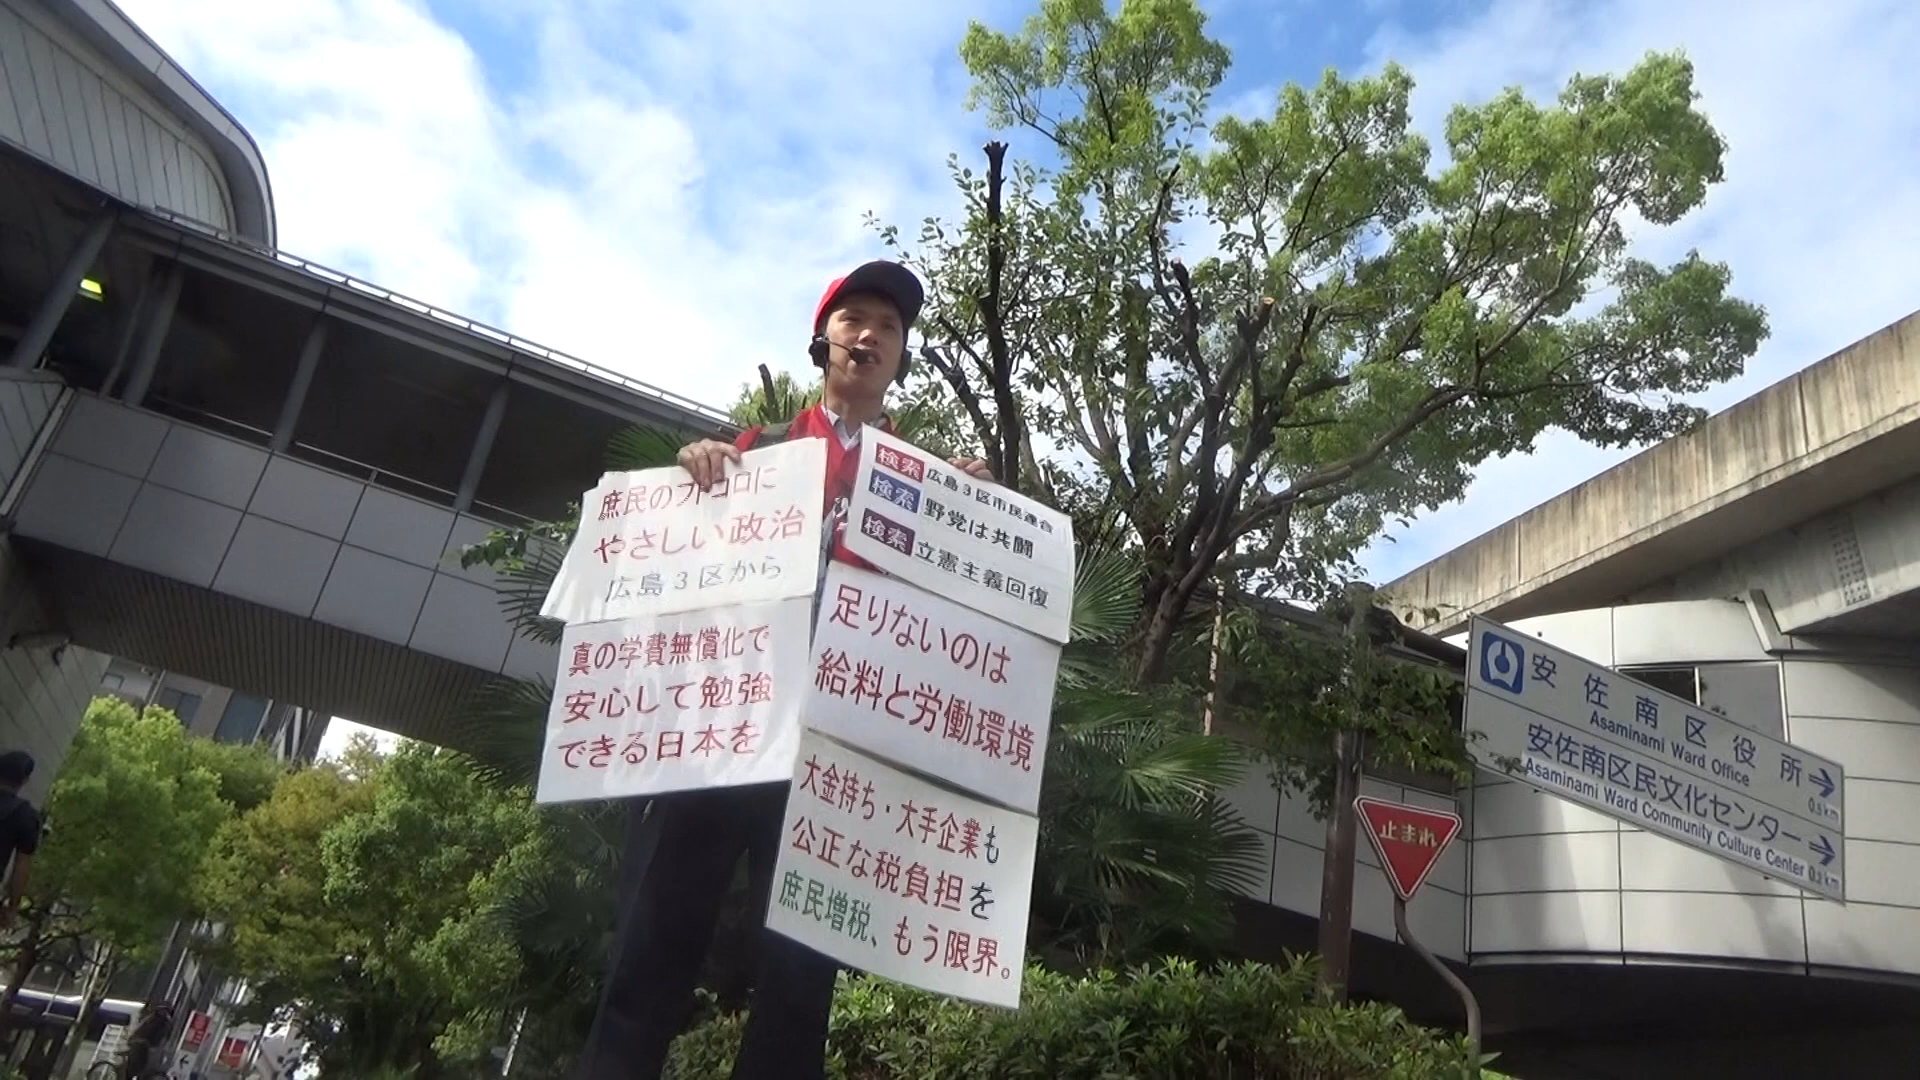 庶民のフトコロに
やさしい政治
広島3区から
真の学費無償化で
安心して勉強
できる日本を
検索 広島3区市民連合
検索 野党は共闘
検索 立憲主義回復
足りないのは
給料と労働環境
大金持ち・大手企業も
公正な税負担を
庶民増税、もう限界。
安佐南区役所
Asaminami Ward Office
0.5km
安佐南区民文化センター
Asaminami Ward Community Culture Center
止まれ